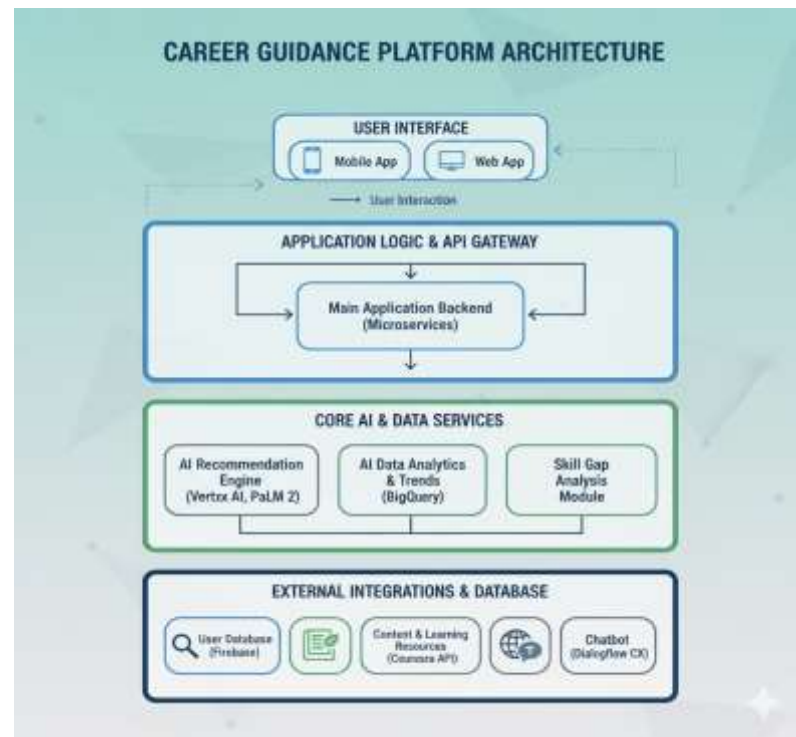 CAREER GUIDANCE PLATFORM ARCHITECTURE
USER INTERFACE
Mobile App
Web App
User Interaction
APPLICATION LOGIC & API GATEWAY
Main Application Backend
(Microservices)
CORE AI & DATA SERVICES
AI Recommendation
Engine
(Vertxx AI, PaLM 2)
AI Data Analytics
& Trends
(BigQuery)
Skill Gap
Analysis
Module
EXTERNAL INTEGRATIONS & DATABASE
User Database
(Firebase)
Content & Learning
Resources
(Coursera API)
Chatbot
(Dialogflow CX)